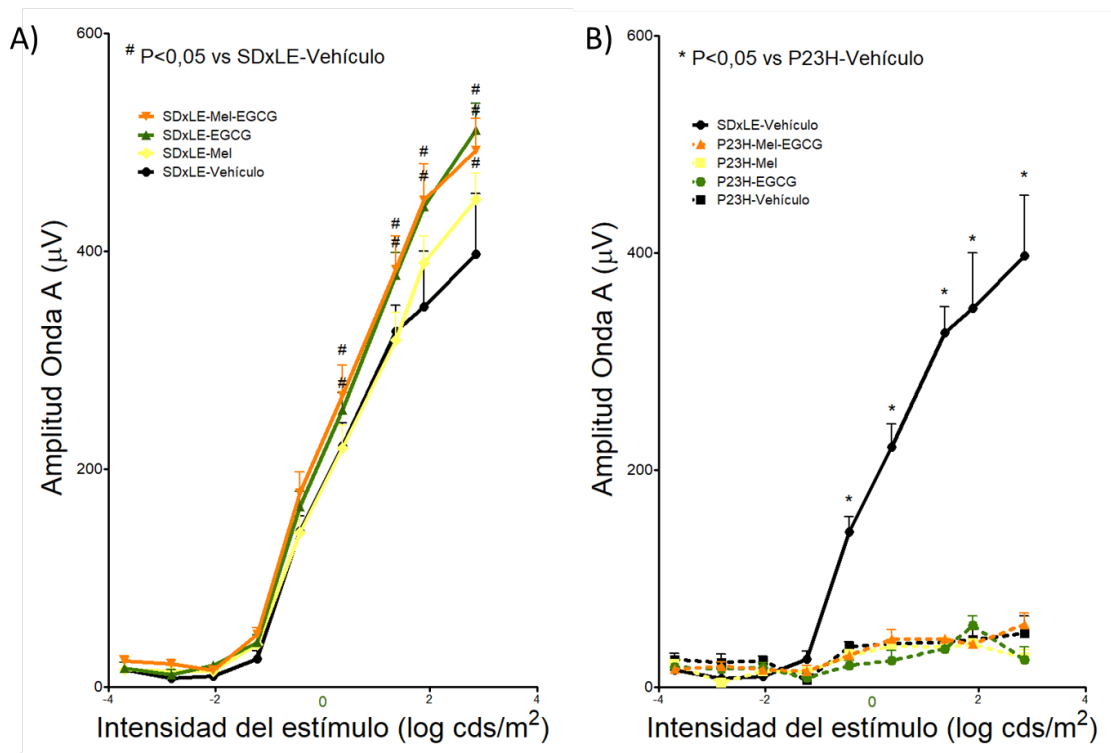 A)
# P<0,05 vs SDxLE-Vehículo
SDxLE-Mel-EGCG
SDxLE-EGCG
SDxLE-Mel
SDxLE-Vehículo
Amplitud Onda A (µV)
600
400
200
0
# #
# #
# # #
# #
# #
-4
-2
0
2
4
Intensidad del estímulo (log cds/m²)
B)
* P<0,05 vs P23H-Vehículo
SDxLE-Vehículo
P23H-Mel-EGCG
P23H-Mel
P23H-EGCG
P23H-Vehículo
Amplitud Onda A (µV)
600
400
200
0
* * * * *
-4
-2
0
2
4
Intensidad del estímulo (log cds/m²)